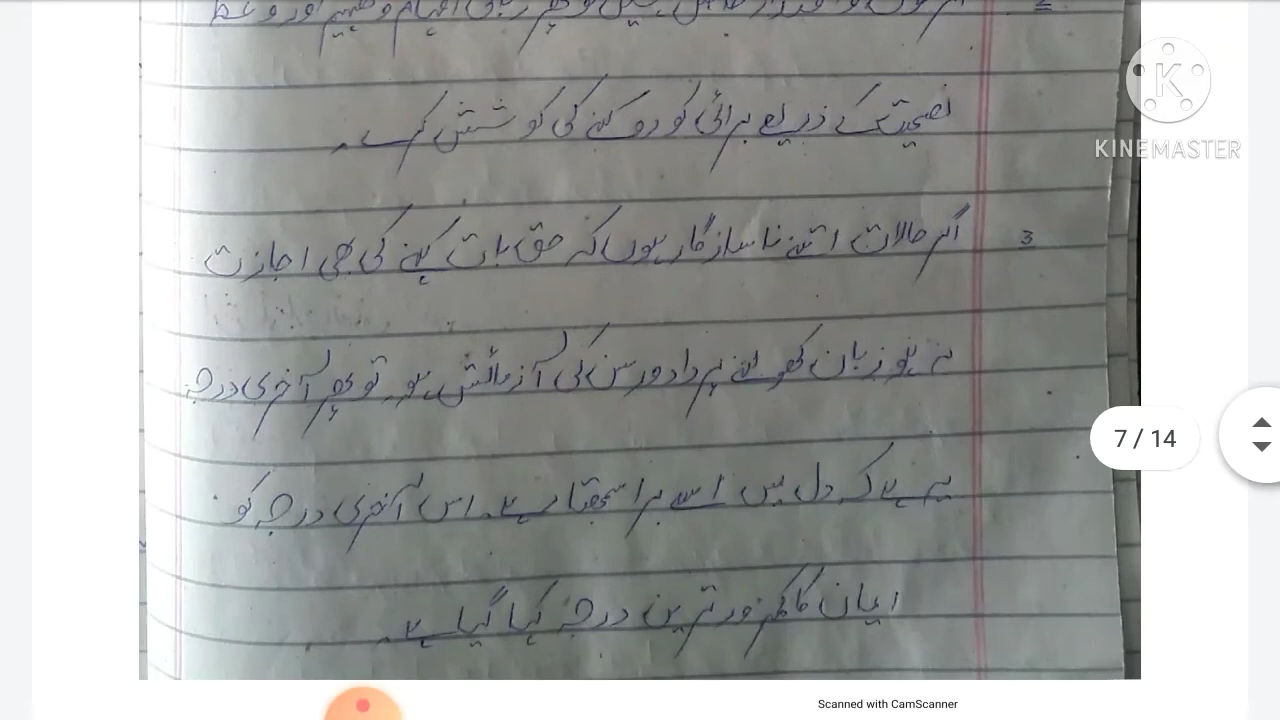 نصیحت کے ذریعے برائی کو روکنے کی کوشش کرے۔
3 اگر حالات اتنے ناسازگار ہوں کہ حق بات کہنے کی بھی اجازت
نہ ہو زبان کھولنے پر دارورسن کی آزمائش ہو۔ تو پھر آخری درجہ
یہ ہے کہ دل میں اسے برا سمجھتا رہے۔ اس آخری درجہ کو
ایمان کا کمزور ترین درجہ کہا گیا ہے۔
K
KINEMASTER
7 / 14
Scanned with CamScanner